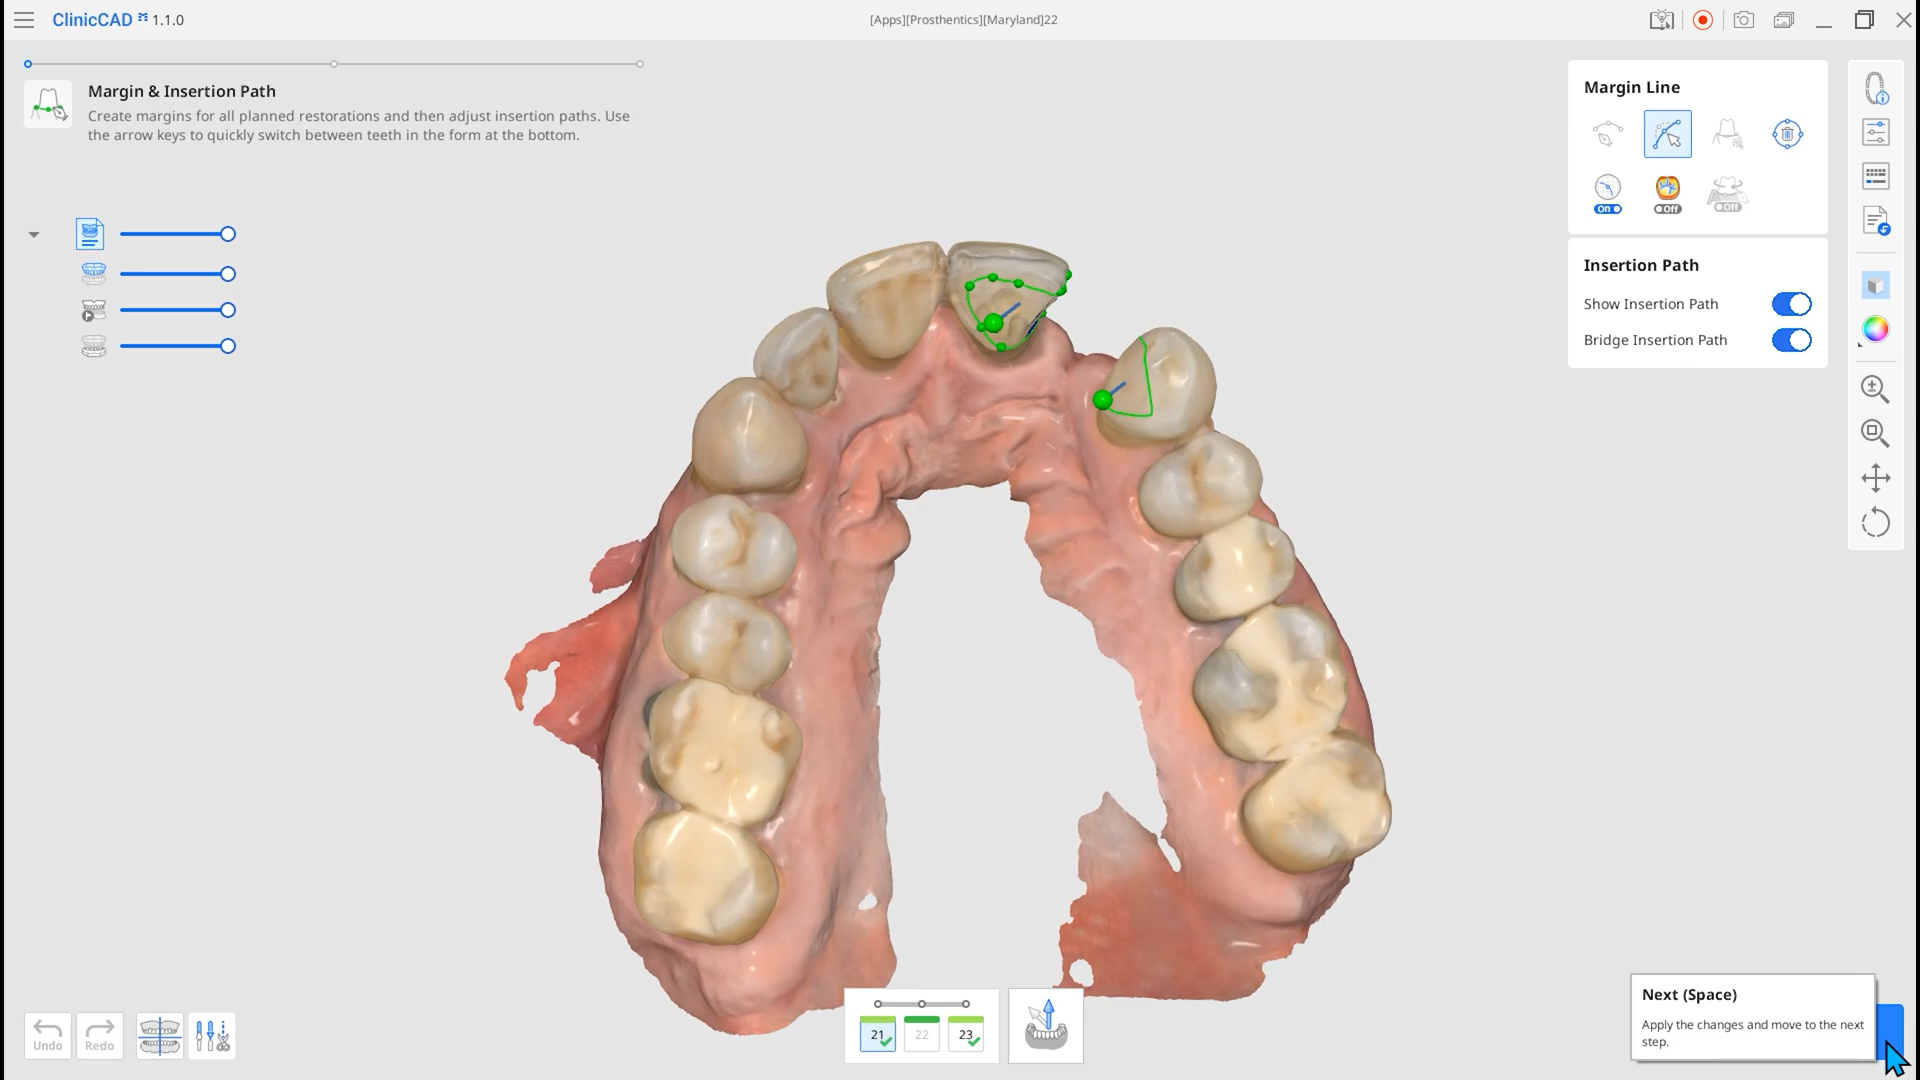 ClinicCAD 1.1.0
[Apps][Prosthentics][Maryland]22
Margin & Insertion Path
Create margins for all planned restorations and then adjust insertion paths. Use
the arrow keys to quickly switch between teeth in the form at the bottom.
Margin Line
On
Off
Off
Insertion Path
Show Insertion Path
Bridge Insertion Path
Undo
Redo
21
22
23
Next (Space)
Apply the changes and move to the next
step.